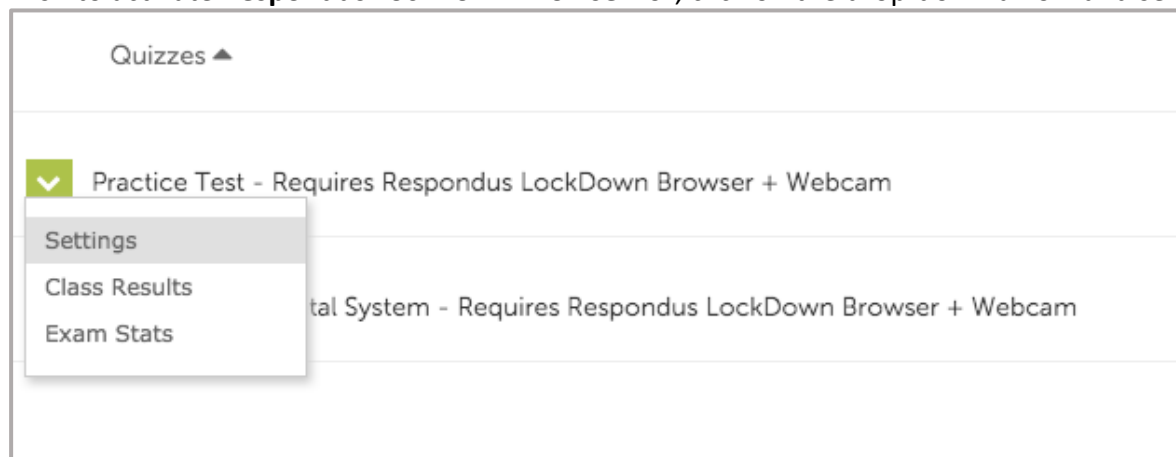 Quizzes
Practice Test - Requires Respondus LockDown Browser + Webcam
Settings
Class Results
tal System - Requires Respondus LockDown Browser + Webcam
Exam Stats